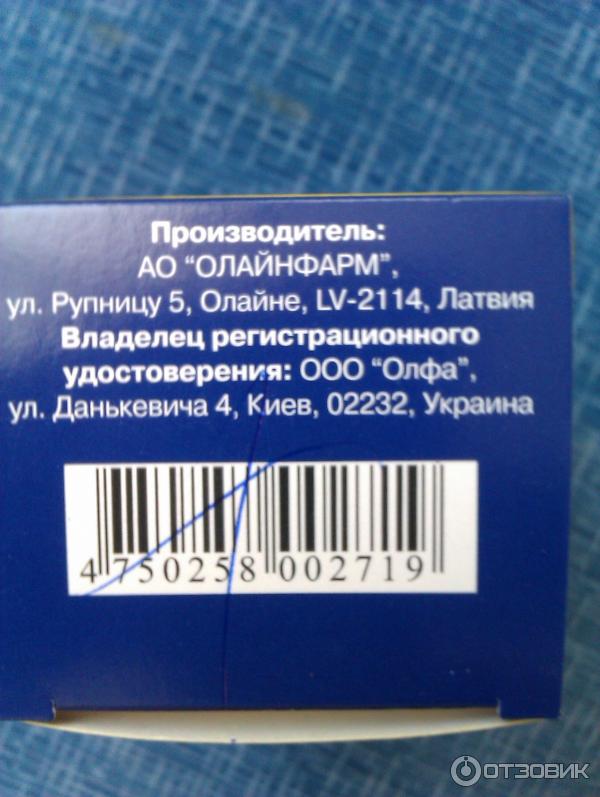 Производитель:
АО “ОЛАЙНФАРМ”,
ул. Рупницу 5, Олайне, LV-2114, Латвия
Владелец регистрационного
удостоверения: ООО “Олфа”,
ул. Данькевича 4, Киев, 02232, Украина
4 750258 002719
ОТЗОВИК